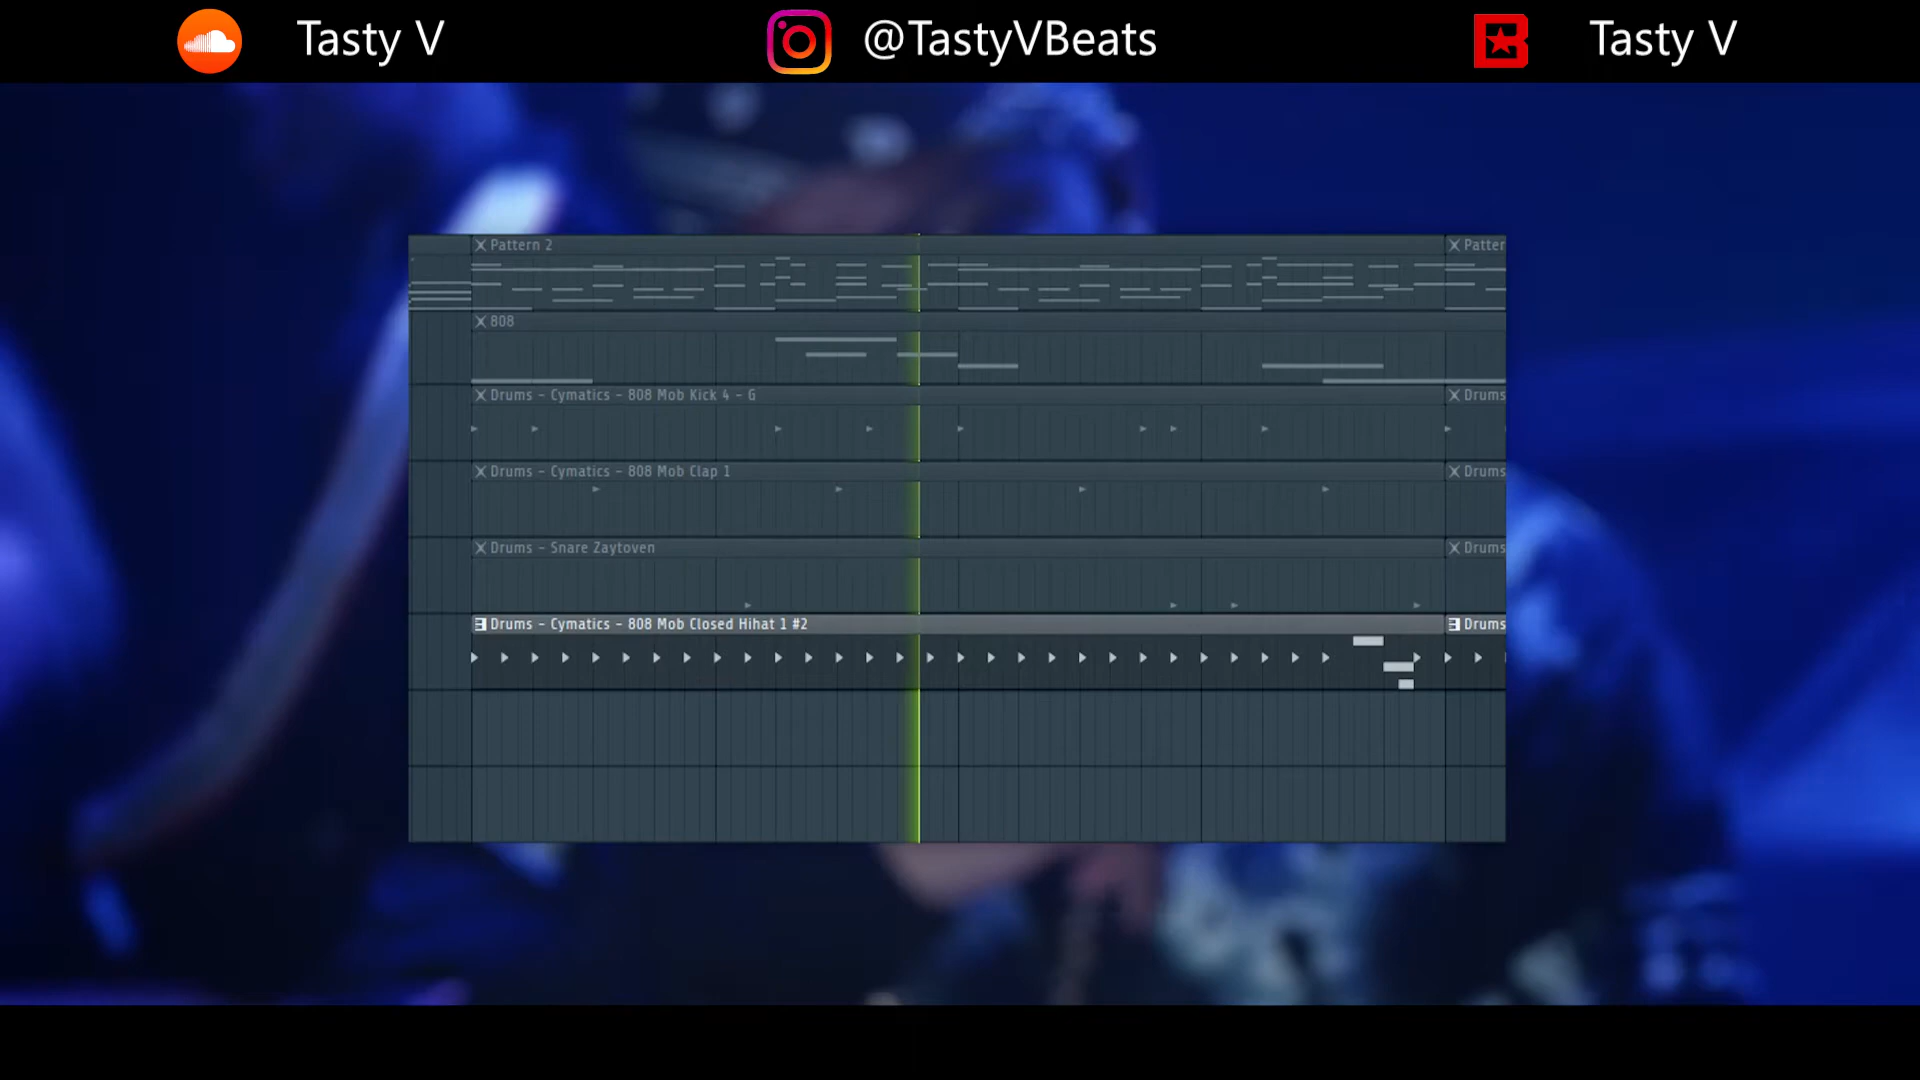 Tasty V
@TastyVBeats
Tasty V
Pattern 2
Patter
808
Drums - Cymatics - 808 Mob Kick 4 - G
Drums
Drums - Cymatics - 808 Mob Clap 1
Drums
Drums - Snare Zaytoven
Drums
Drums - Cymatics - 808 Mob Closed Hihat 1 #2
Drums